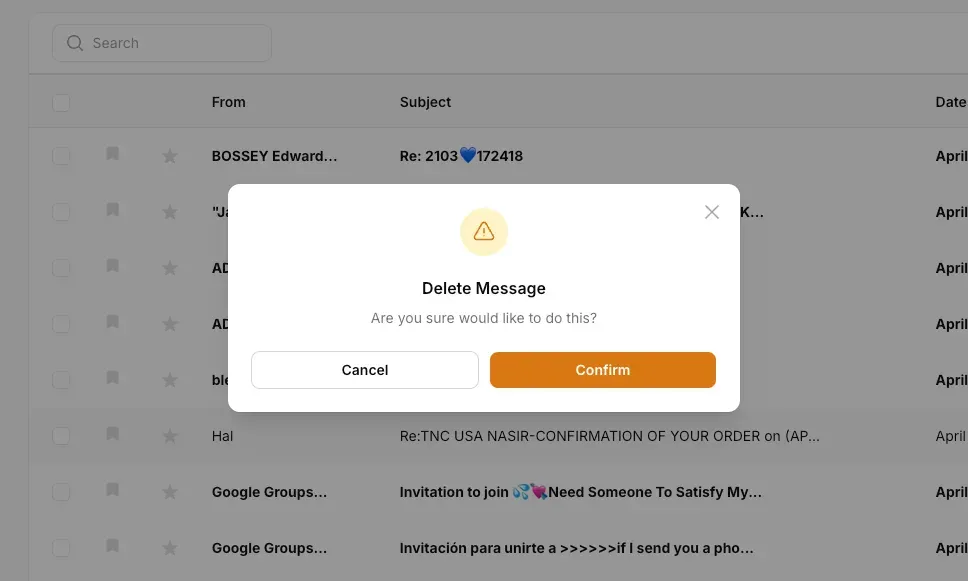 Search
From Subject Date
BOSSEY Edward... Re: 2103💙172418 April
"Ja K... April
AD April
AD April
ble April
Delete Message
Are you sure would like to do this?
Cancel Confirm
Hal Re:TNC USA NASIR-CONFIRMATION OF YOUR ORDER on (AP... April
Google Groups... Invitation to join 💦💘Need Someone To Satisfy My... April
Google Groups... Invitación para unirte a >>>>>>if I send you a pho... April